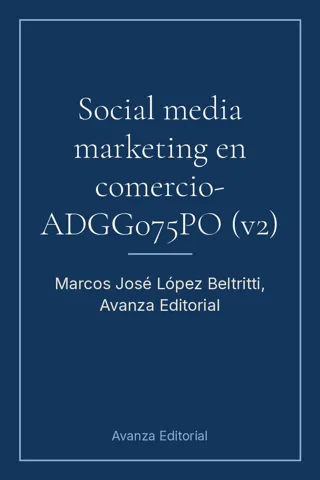 Social media
marketing en
comercio-
ADGG075PO (v2)
Marcos José López Beltritti,
Avanza Editorial
Avanza Editorial